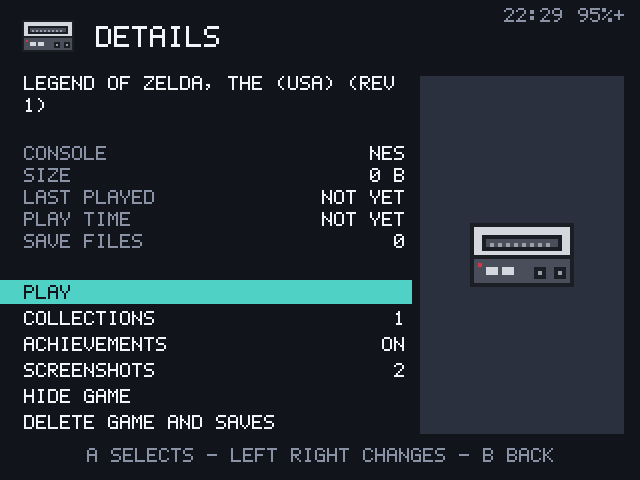 22:29 95%+
DETAILS
LEGEND OF ZELDA, THE (USA) (REV
1)
CONSOLE NES
SIZE 0 B
LAST PLAYED NOT YET
PLAY TIME NOT YET
SAVE FILES 0
PLAY
COLLECTIONS 1
ACHIEVEMENTS ON
SCREENSHOTS 2
HIDE GAME
DELETE GAME AND SAVES
A SELECTS - LEFT RIGHT CHANGES - B BACK